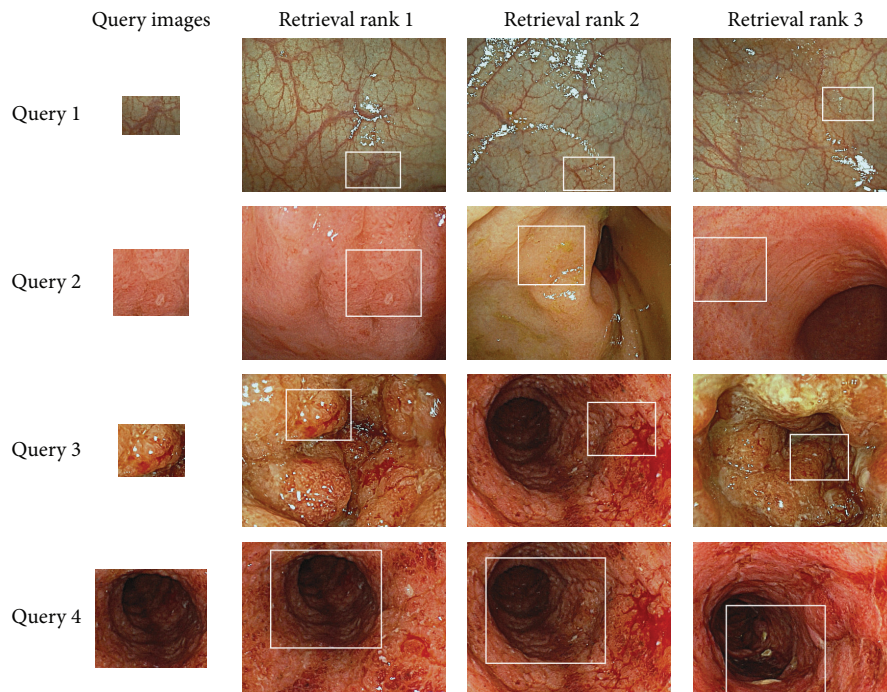 Query images Retrieval rank 1 Retrieval rank 2 Retrieval rank 3
Query 1
Query 2
Query 3
Query 4